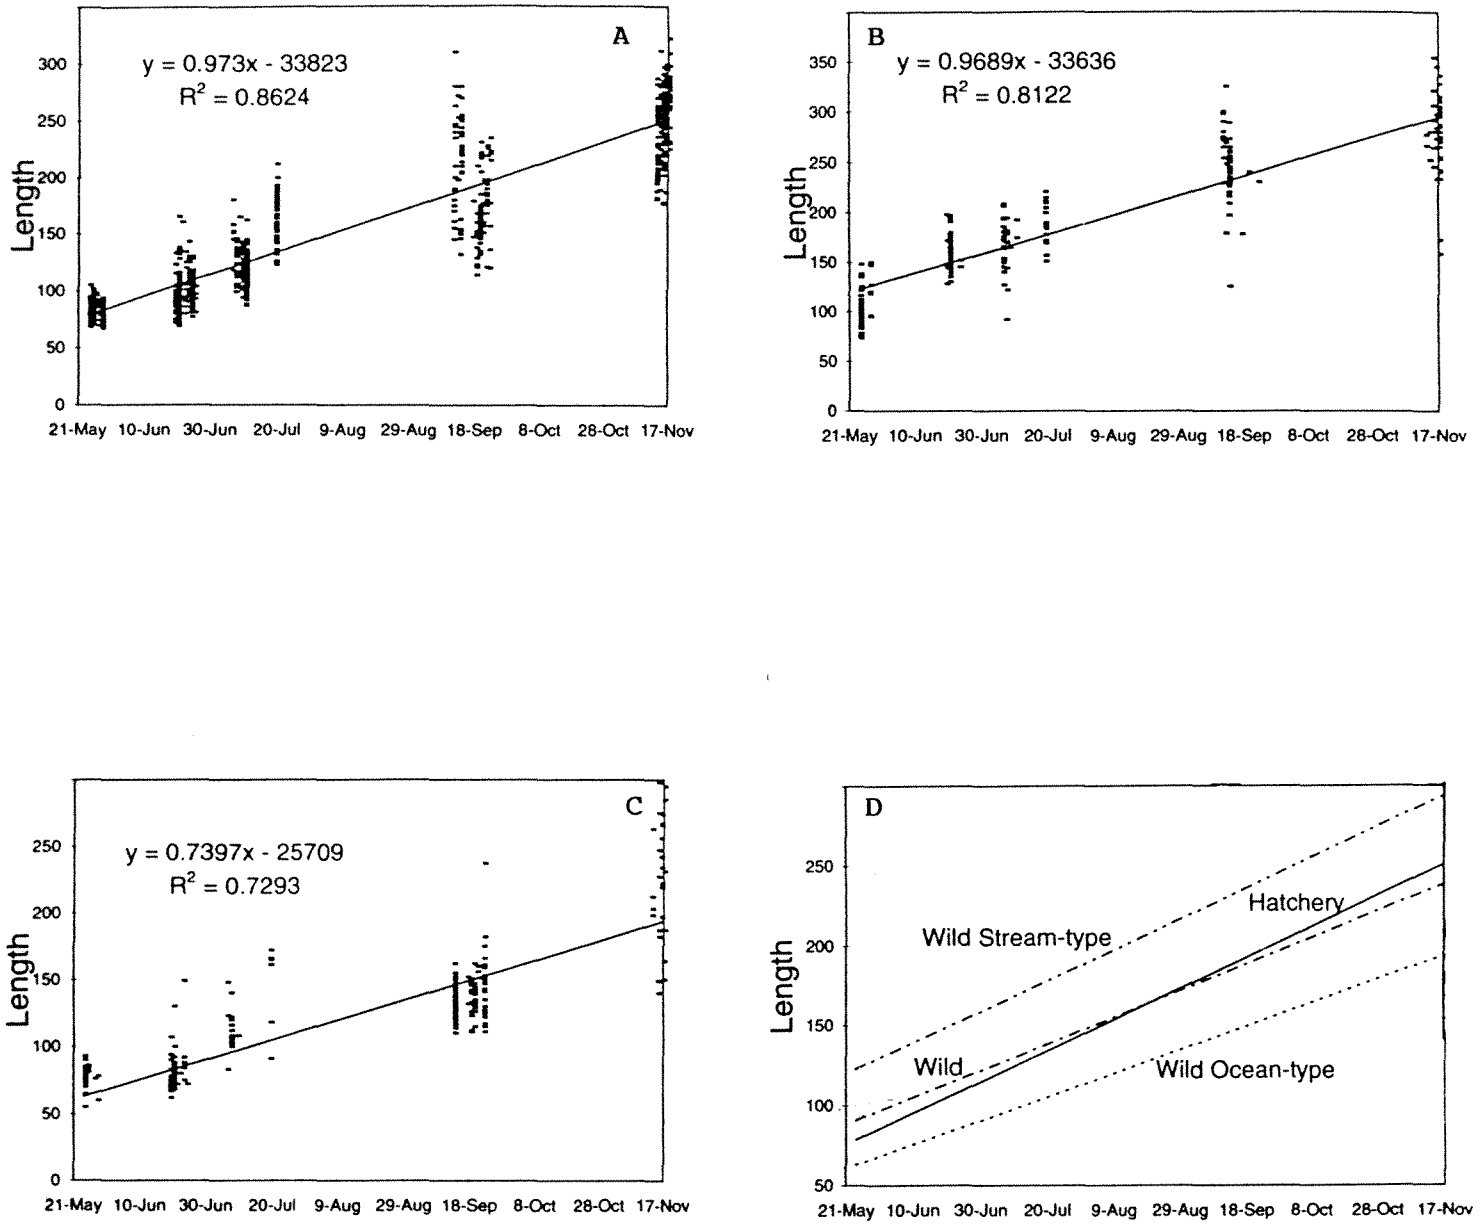 A
y = 0.973x - 33823
R² = 0.8624
Length
300
250
200
150
100
50
0
21-May 10-Jun 30-Jun 20-Jul 9-Aug 29-Aug 18-Sep 8-Oct 28-Oct 17-Nov
B
y = 0.9689x - 33636
R² = 0.8122
Length
350
300
250
200
150
100
50
0
21-May 10-Jun 30-Jun 20-Jul 9-Aug 29-Aug 18-Sep 8-Oct 28-Oct 17-Nov
C
y = 0.7397x - 25709
R² = 0.7293
Length
250
200
150
100
50
0
21-May 10-Jun 30-Jun 20-Jul 9-Aug 29-Aug 18-Sep 8-Oct 28-Oct 17-Nov
D
Length
250
200
150
100
50
Hatchery
Wild Stream-type
Wild
Wild Ocean-type
21-May 10-Jun 30-Jun 20-Jul 9-Aug 29-Aug 18-Sep 8-Oct 28-Oct 17-Nov